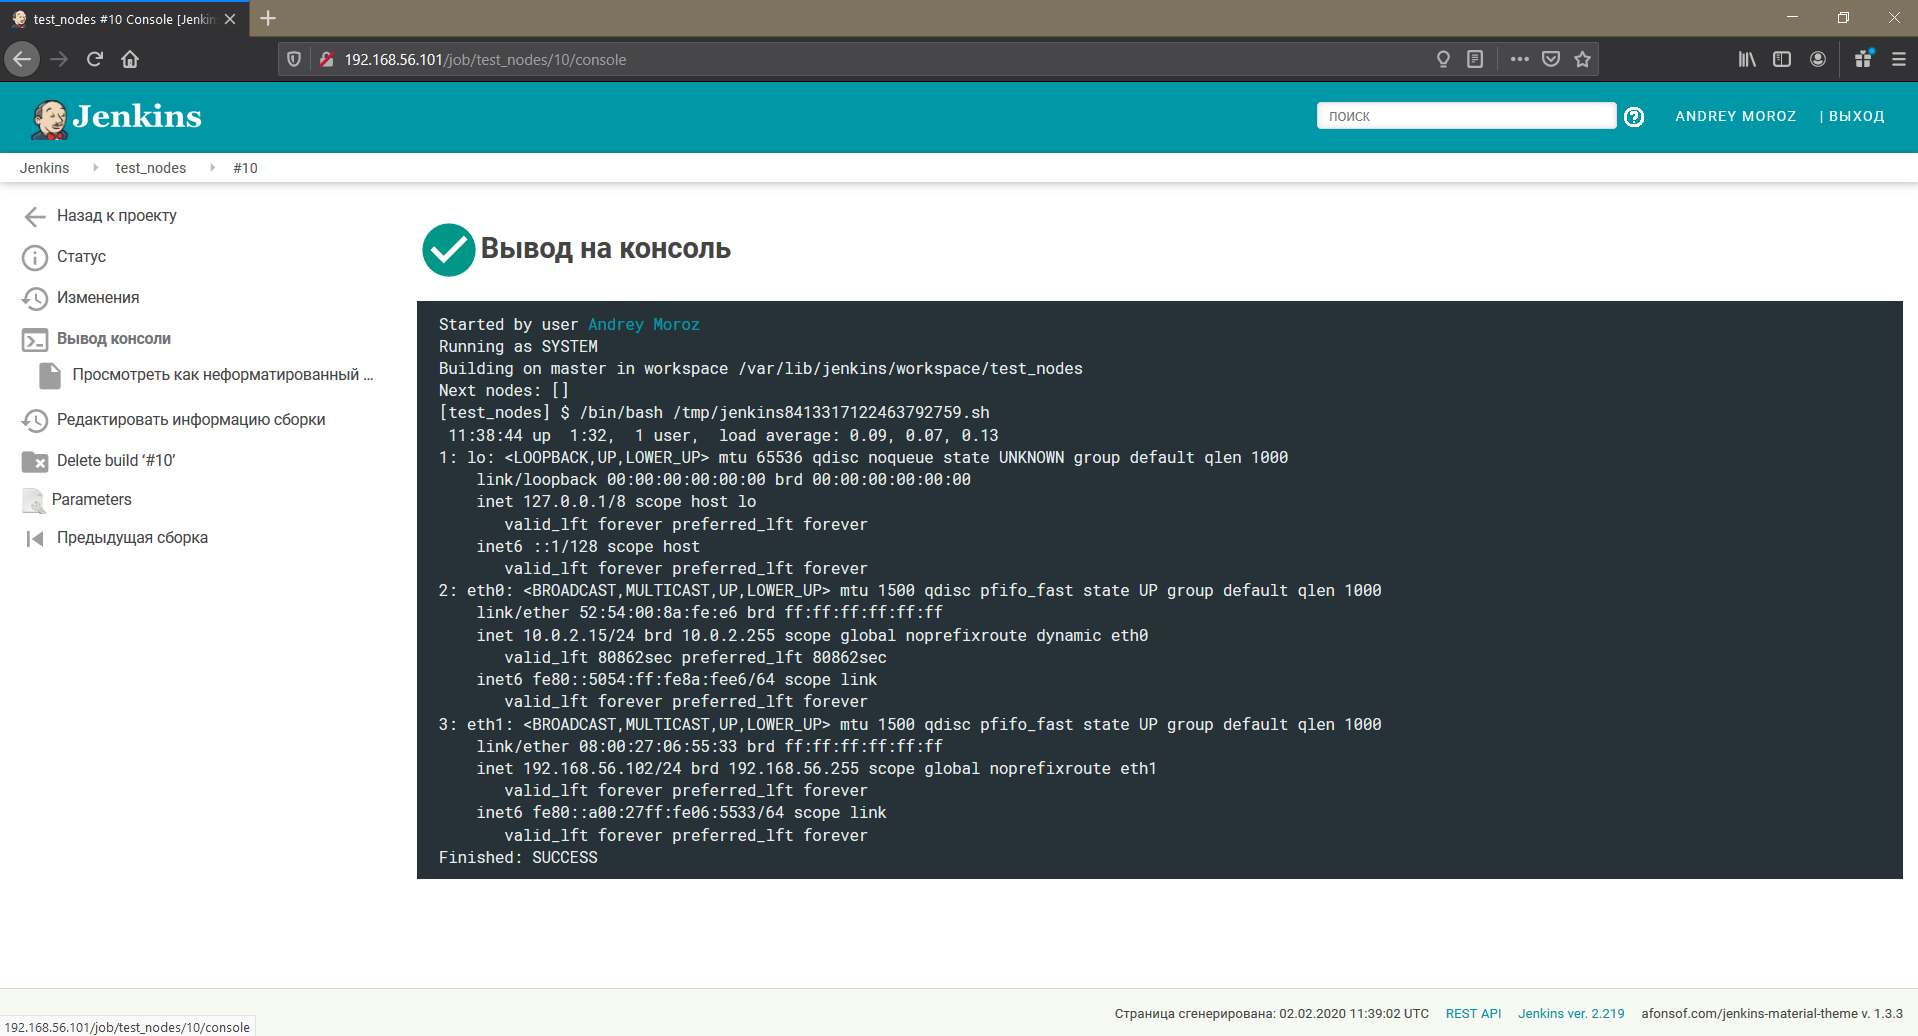 test_nodes #10 Console [Jenkin
192.168.56.101/job/test_nodes/10/console
Jenkins
поиск
ANDREY MOROZ
| ВЫХОД
Jenkins
test_nodes
#10
Назад к проекту
Статус
Изменения
Вывод консоли
Просмотреть как неформатированный ...
Редактировать информацию сборки
Delete build ‘#10’
Parameters
Предыдущая сборка
Вывод на консоль
Started by user Andrey Moroz
Running as SYSTEM
Building on master in workspace /var/lib/jenkins/workspace/test_nodes
Next nodes: []
[test_nodes] $ /bin/bash /tmp/jenkins8413317122463792759.sh
 11:38:44 up  1:32,  1 user,  load average: 0.09, 0.07, 0.13
1: lo: <LOOPBACK,UP,LOWER_UP> mtu 65536 qdisc noqueue state UNKNOWN group default qlen 1000
    link/loopback 00:00:00:00:00:00 brd 00:00:00:00:00:00
    inet 127.0.0.1/8 scope host lo
       valid_lft forever preferred_lft forever
    inet6 ::1/128 scope host
       valid_lft forever preferred_lft forever
2: eth0: <BROADCAST,MULTICAST,UP,LOWER_UP> mtu 1500 qdisc pfifo_fast state UP group default qlen 1000
    link/ether 52:54:00:8a:fe:e6 brd ff:ff:ff:ff:ff:ff
    inet 10.0.2.15/24 brd 10.0.2.255 scope global noprefixroute dynamic eth0
       valid_lft 80862sec preferred_lft 80862sec
    inet6 fe80::5054:ff:fe8a:fee6/64 scope link
       valid_lft forever preferred_lft forever
3: eth1: <BROADCAST,MULTICAST,UP,LOWER_UP> mtu 1500 qdisc pfifo_fast state UP group default qlen 1000
    link/ether 08:00:27:06:55:33 brd ff:ff:ff:ff:ff:ff
    inet 192.168.56.102/24 brd 192.168.56.255 scope global noprefixroute eth1
       valid_lft forever preferred_lft forever
    inet6 fe80::a00:27ff:fe06:5533/64 scope link
       valid_lft forever preferred_lft forever
Finished: SUCCESS
Страница сгенерирована: 02.02.2020 11:39:02 UTC
REST API
Jenkins ver. 2.219
afonsof.com/jenkins-material-theme v. 1.3.3
192.168.56.101/job/test_nodes/10/console